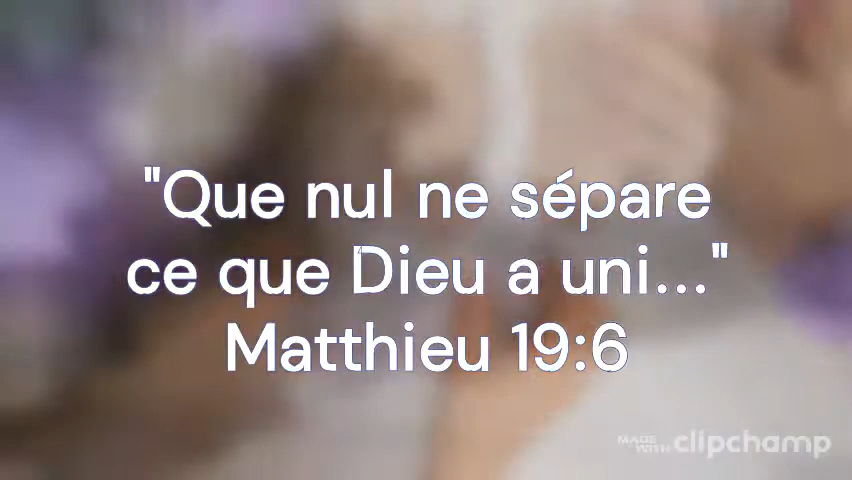 "Que nul ne sépare
ce que Dieu a uni..."
Matthieu 19:6
MADE WITH clipchamp